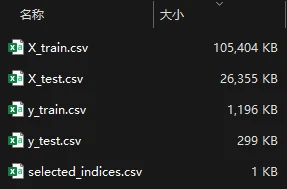 名称 大小
X_train.csv 105,404 KB
X_test.csv 26,355 KB
y_train.csv 1,196 KB
y_test.csv 299 KB
selected_indices.csv 1 KB